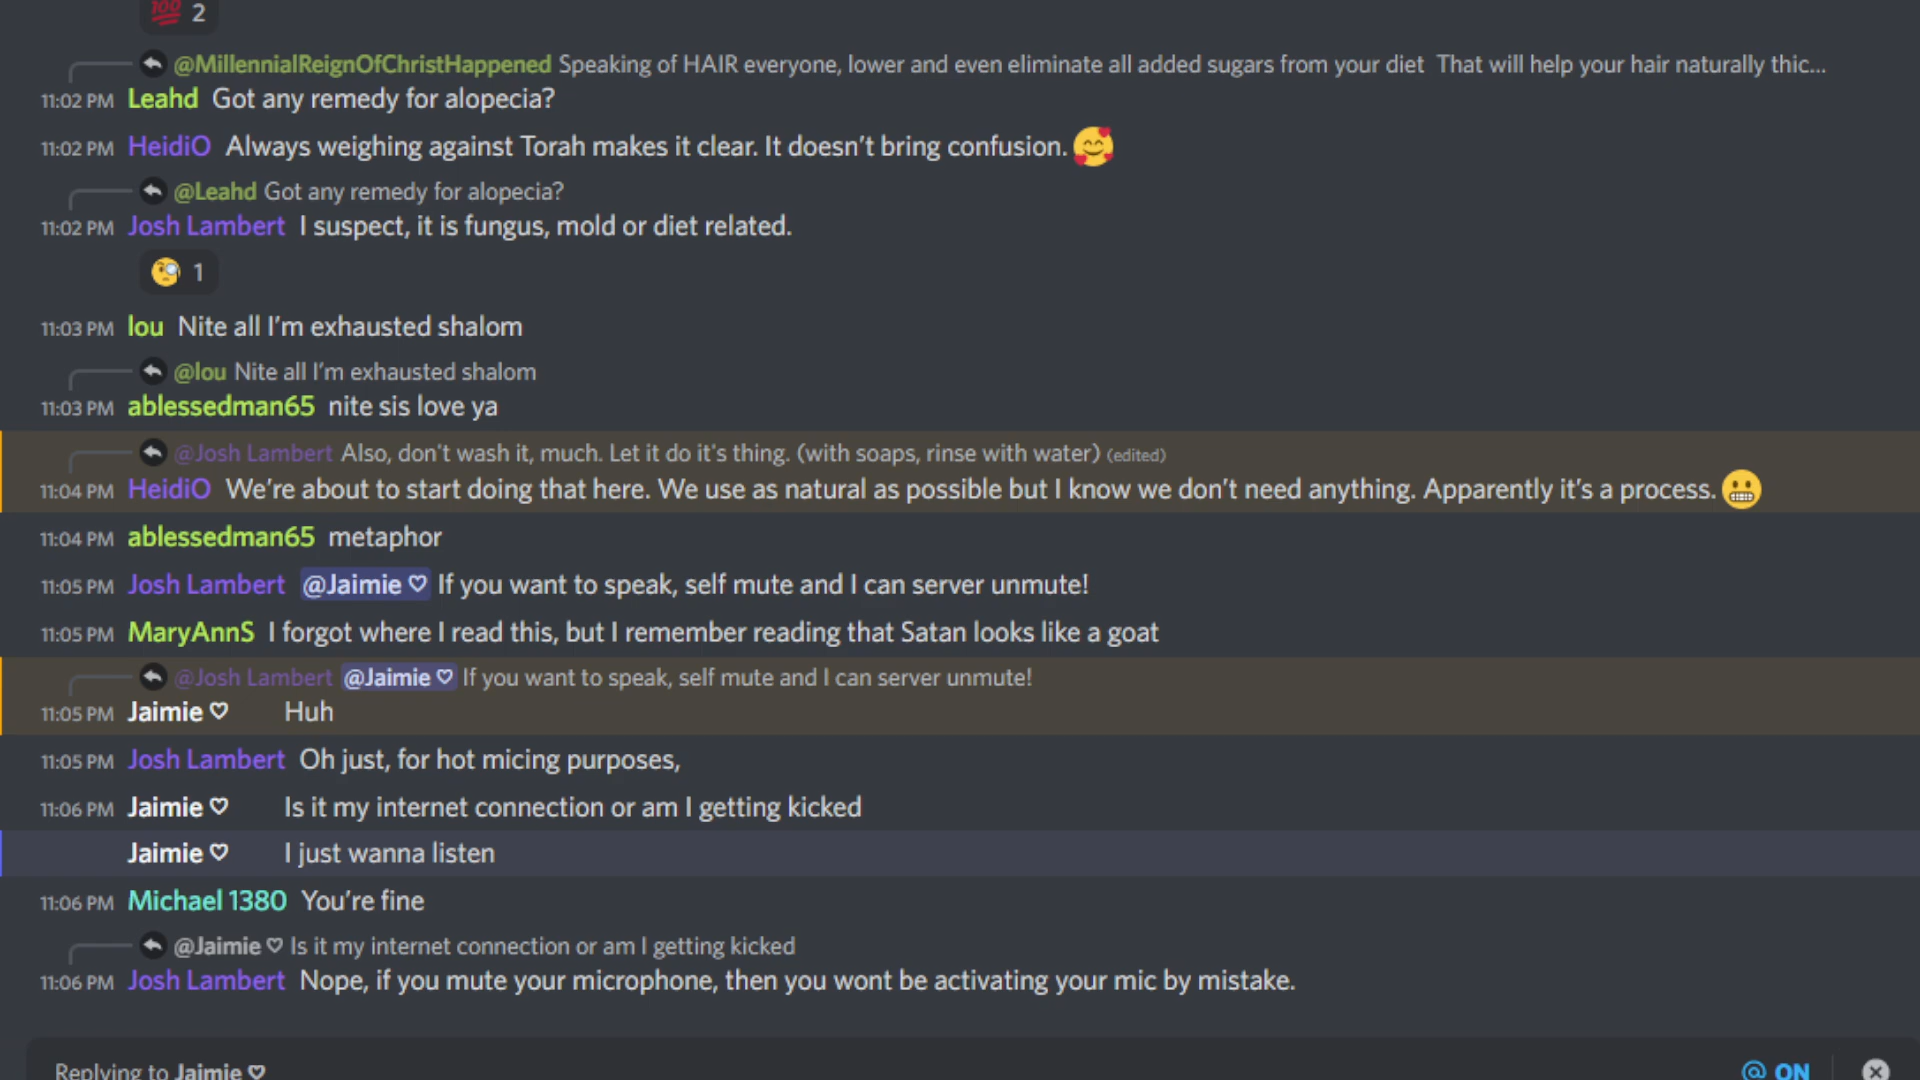 2
@MillennialReignOfChristHappened Speaking of HAIR everyone, lower and even eliminate all added sugars from your diet That will help your hair naturally thic...
11:02 PM Leahd Got any remedy for alopecia?
11:02 PM HeidiO Always weighing against Torah makes it clear. It doesn't bring confusion.
@Leahd Got any remedy for alopecia?
11:02 PM Josh Lambert I suspect, it is fungus, mold or diet related.
1
11:03 PM lou Nite all I'm exhausted shalom
@lou Nite all I'm exhausted shalom
11:03 PM ablessedman65 nite sis love ya
@Josh Lambert Also, don't wash it, much. Let it do it's thing. (with soaps, rinse with water) (edited)
11:04 PM HeidiO We're about to start doing that here. We use as natural as possible but I know we don't need anything. Apparently it's a process.
11:04 PM ablessedman65 metaphor
11:05 PM Josh Lambert @Jaimie ♡ If you want to speak, self mute and I can server unmute!
11:05 PM MaryAnnS I forgot where I read this, but I remember reading that Satan looks like a goat
@Josh Lambert @Jaimie ♡ If you want to speak, self mute and I can server unmute!
11:05 PM Jaimie ♡ Huh
11:05 PM Josh Lambert Oh just, for hot micing purposes,
11:06 PM Jaimie ♡ Is it my internet connection or am I getting kicked
Jaimie ♡ I just wanna listen
11:06 PM Michael 1380 You're fine
@Jaimie ♡ Is it my internet connection or am I getting kicked
11:06 PM Josh Lambert Nope, if you mute your microphone, then you wont be activating your mic by mistake.
Replying to Jaimie ♡ @ ON